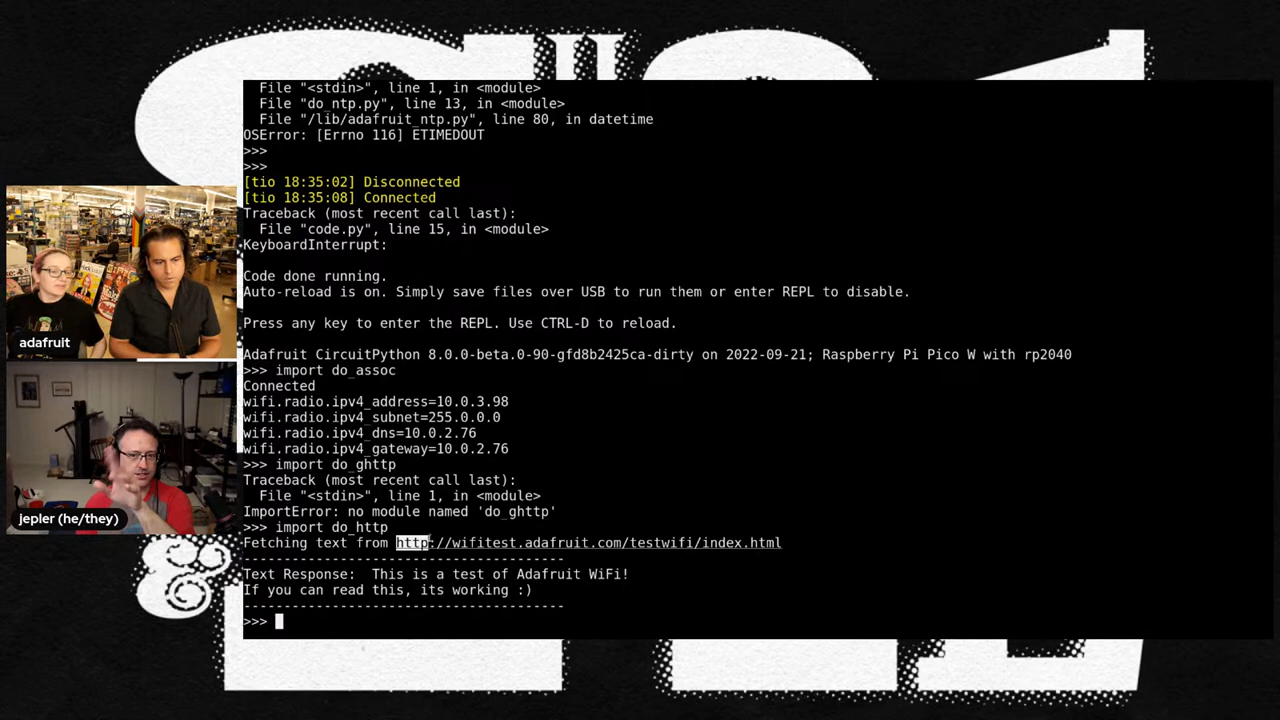 File "<stdin>", line 1, in <module>
File "do_ntp.py", line 13, in <module>
File "/lib/adafruit_ntp.py", line 80, in datetime
OSError: [Errno 116] ETIMEDOUT
>>>
>>>
[tio 18:35:02] Disconnected
[tio 18:35:08] Connected
Traceback (most recent call last):
File "code.py", line 15, in <module>
KeyboardInterrupt:
Code done running.
Auto-reload is on. Simply save files over USB to run them or enter REPL to disable.
Press any key to enter the REPL. Use CTRL-D to reload.
Adafruit CircuitPython 8.0.0-beta.0-90-gfd8b2425ca-dirty on 2022-09-21; Raspberry Pi Pico W with rp2040
>>> import do_assoc
Connected
wifi.radio.ipv4_address=10.0.3.98
wifi.radio.ipv4_subnet=255.0.0.0
wifi.radio.ipv4_dns=10.0.2.76
wifi.radio.ipv4_gateway=10.0.2.76
>>> import do_ghttp
Traceback (most recent call last):
File "<stdin>", line 1, in <module>
ImportError: no module named 'do_ghttp'
>>> import do_http
Fetching text from http://wifitest.adafruit.com/testwifi/index.html
----------------------------------------
Text Response:  This is a test of Adafruit WiFi!
If you can read this, its working :)
----------------------------------------
>>>
adafruit
jepler (he/they)